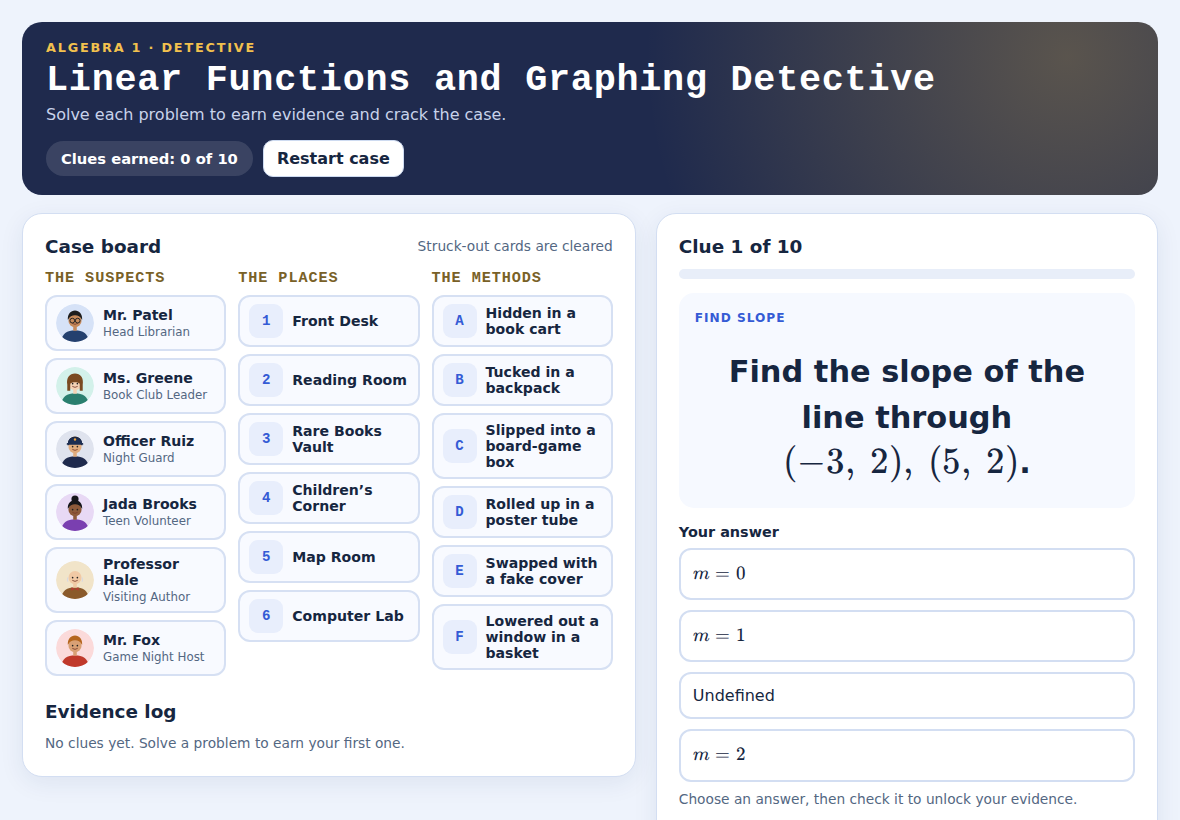 ALGEBRA 1 · DETECTIVE
Linear Functions and Graphing Detective
Solve each problem to earn evidence and crack the case.
Clues earned: 0 of 10
Restart case
Case board
Struck-out cards are cleared
THE SUSPECTS
Mr. Patel
Head Librarian
Ms. Greene
Book Club Leader
Officer Ruiz
Night Guard
Jada Brooks
Teen Volunteer
Professor
Hale
Visiting Author
Mr. Fox
Game Night Host
THE PLACES
1 Front Desk
2 Reading Room
3 Rare Books
Vault
4 Children’s
Corner
5 Map Room
6 Computer Lab
THE METHODS
A Hidden in a
book cart
B Tucked in a
backpack
C Slipped into a
board-game
box
D Rolled up in a
poster tube
E Swapped with
a fake cover
F Lowered out a
window in a
basket
Evidence log
No clues yet. Solve a problem to earn your first one.
Clue 1 of 10
FIND SLOPE
Find the slope of the
line through
(−3, 2), (5, 2).
Your answer
m = 0
m = 1
Undefined
m = 2
Choose an answer, then check it to unlock your evidence.